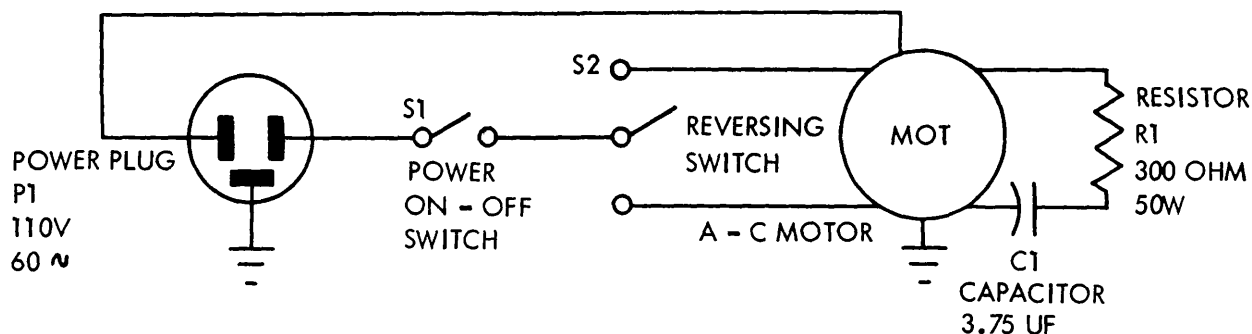 POWER PLUG
P1
110V
60 ~
S1
POWER
ON - OFF
SWITCH
S2
REVERSING
SWITCH
A - C MOTOR
MOT
RESISTOR
R1
300 OHM
50W
C1
CAPACITOR
3.75 UF